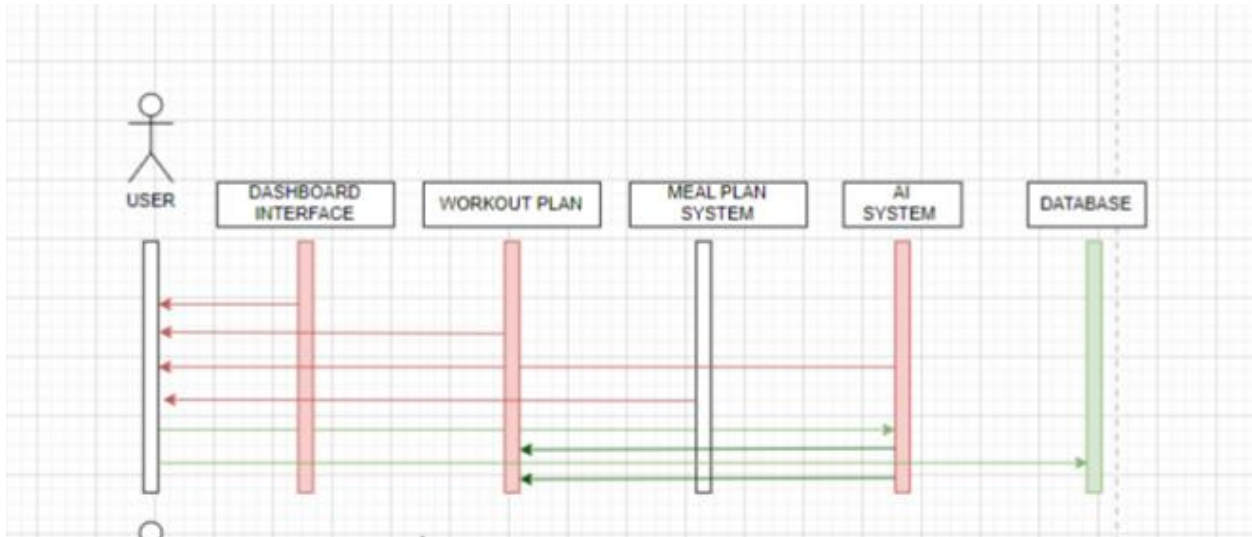 USER
DASHBOARD
INTERFACE
WORKOUT PLAN
MEAL PLAN
SYSTEM
AI
SYSTEM
DATABASE